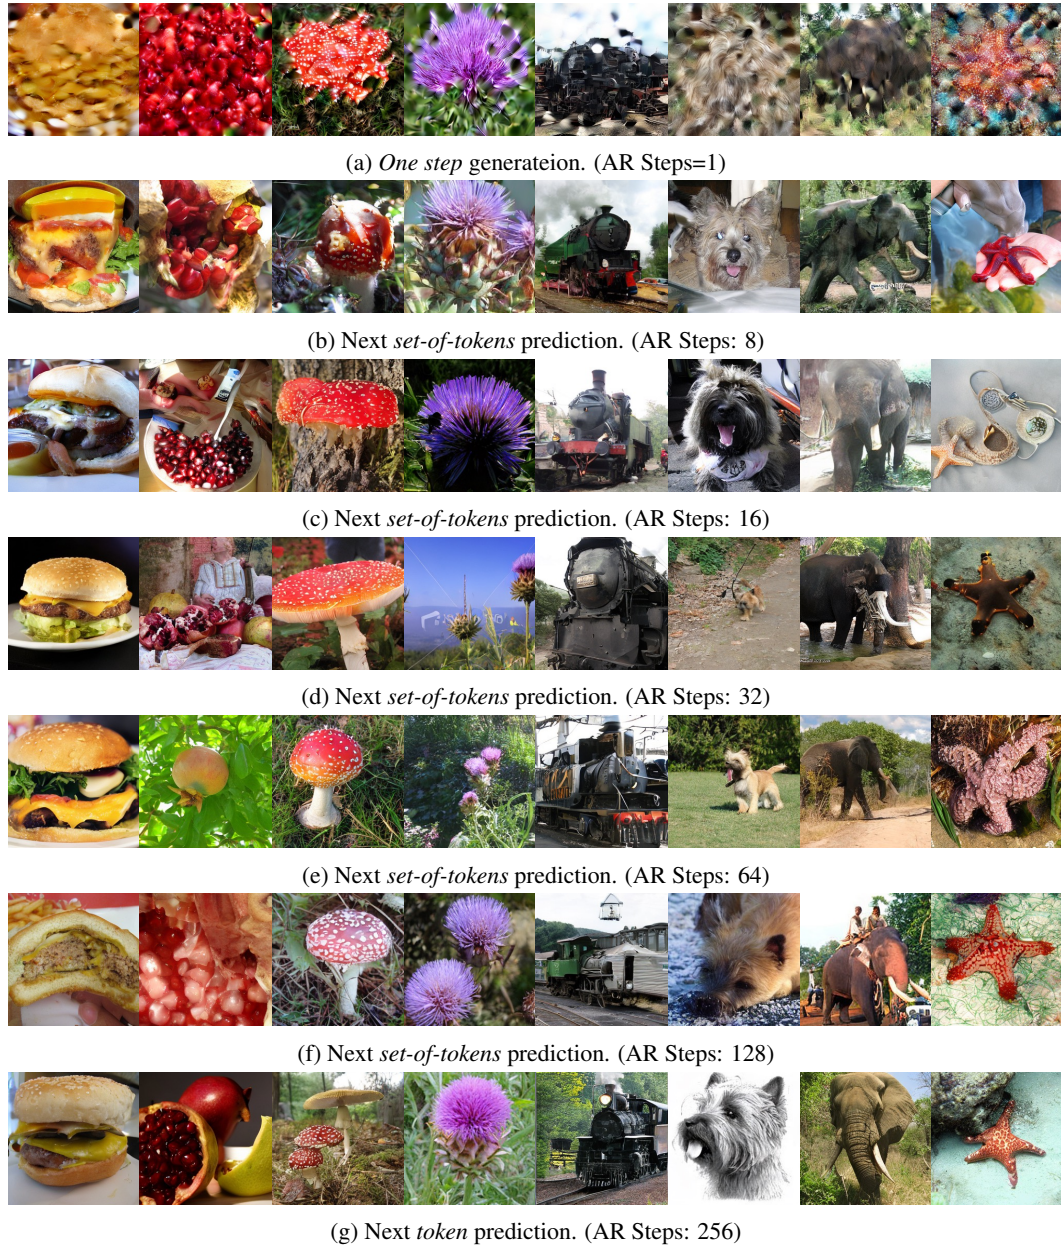 (a) One step generateion. (AR Steps=1)
(b) Next set-of-tokens prediction. (AR Steps: 8)
(c) Next set-of-tokens prediction. (AR Steps: 16)
(d) Next set-of-tokens prediction. (AR Steps: 32)
(e) Next set-of-tokens prediction. (AR Steps: 64)
(f) Next set-of-tokens prediction. (AR Steps: 128)
(g) Next token prediction. (AR Steps: 256)